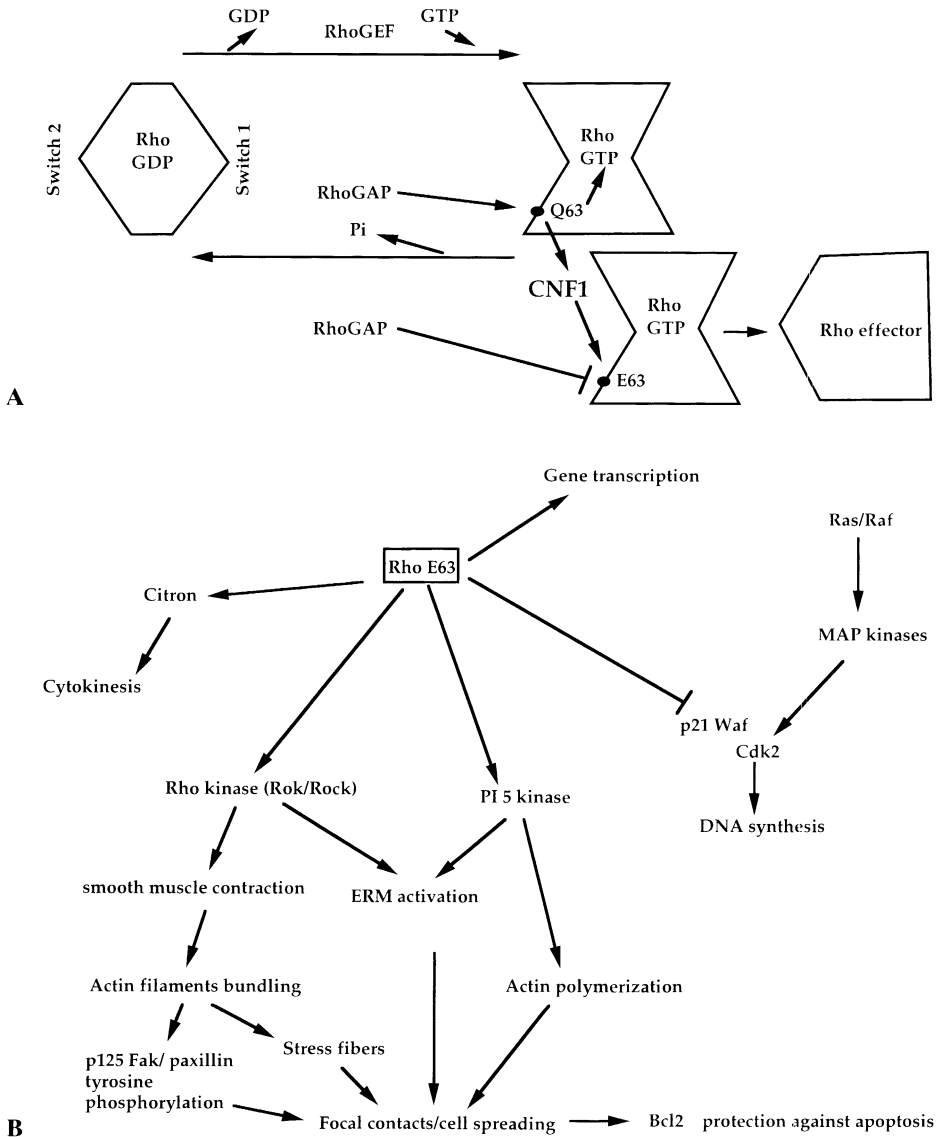 GDP
RhoGEF
GTP
Switch 2
Rho
GDP
Switch 1
Rho
GTP
RhoGAP
Q63
Pi
CNF1
Rho
GTP
Rho effector
RhoGAP
E63
A
Gene transcription
Ras/Raf
Rho E63
Citron
MAP kinases
Cytokinesis
p21 Waf
Cdk2
Rho kinase (Rok/Rock)
PI 5 kinase
DNA synthesis
smooth muscle contraction
ERM activation
Actin filaments bundling
Actin polymerization
Stress fibers
p125 Fak/ paxillin
tyrosine
phosphorylation
Focal contacts/cell spreading
Bcl2 protection against apoptosis
B